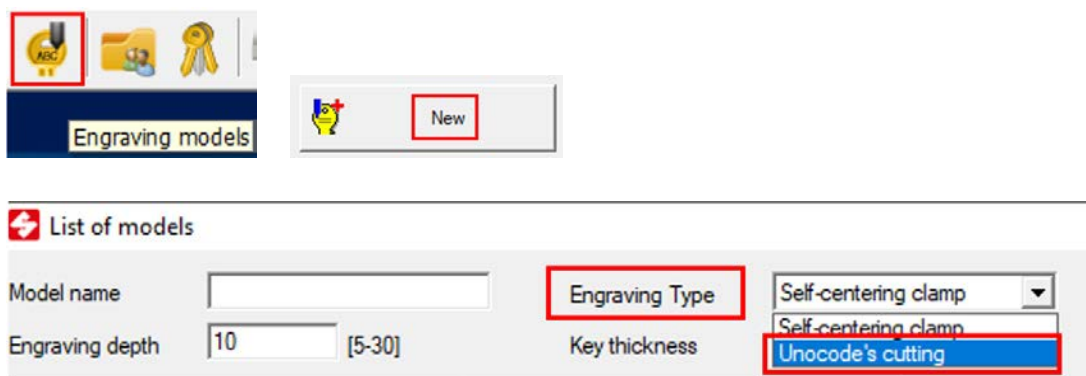 ABC
Engraving models
New
List of models
Model name
Engraving Type
Self-centering clamp
Engraving depth
10
[5-30]
Key thickness
Self-centering clamp
Unocode's cutting